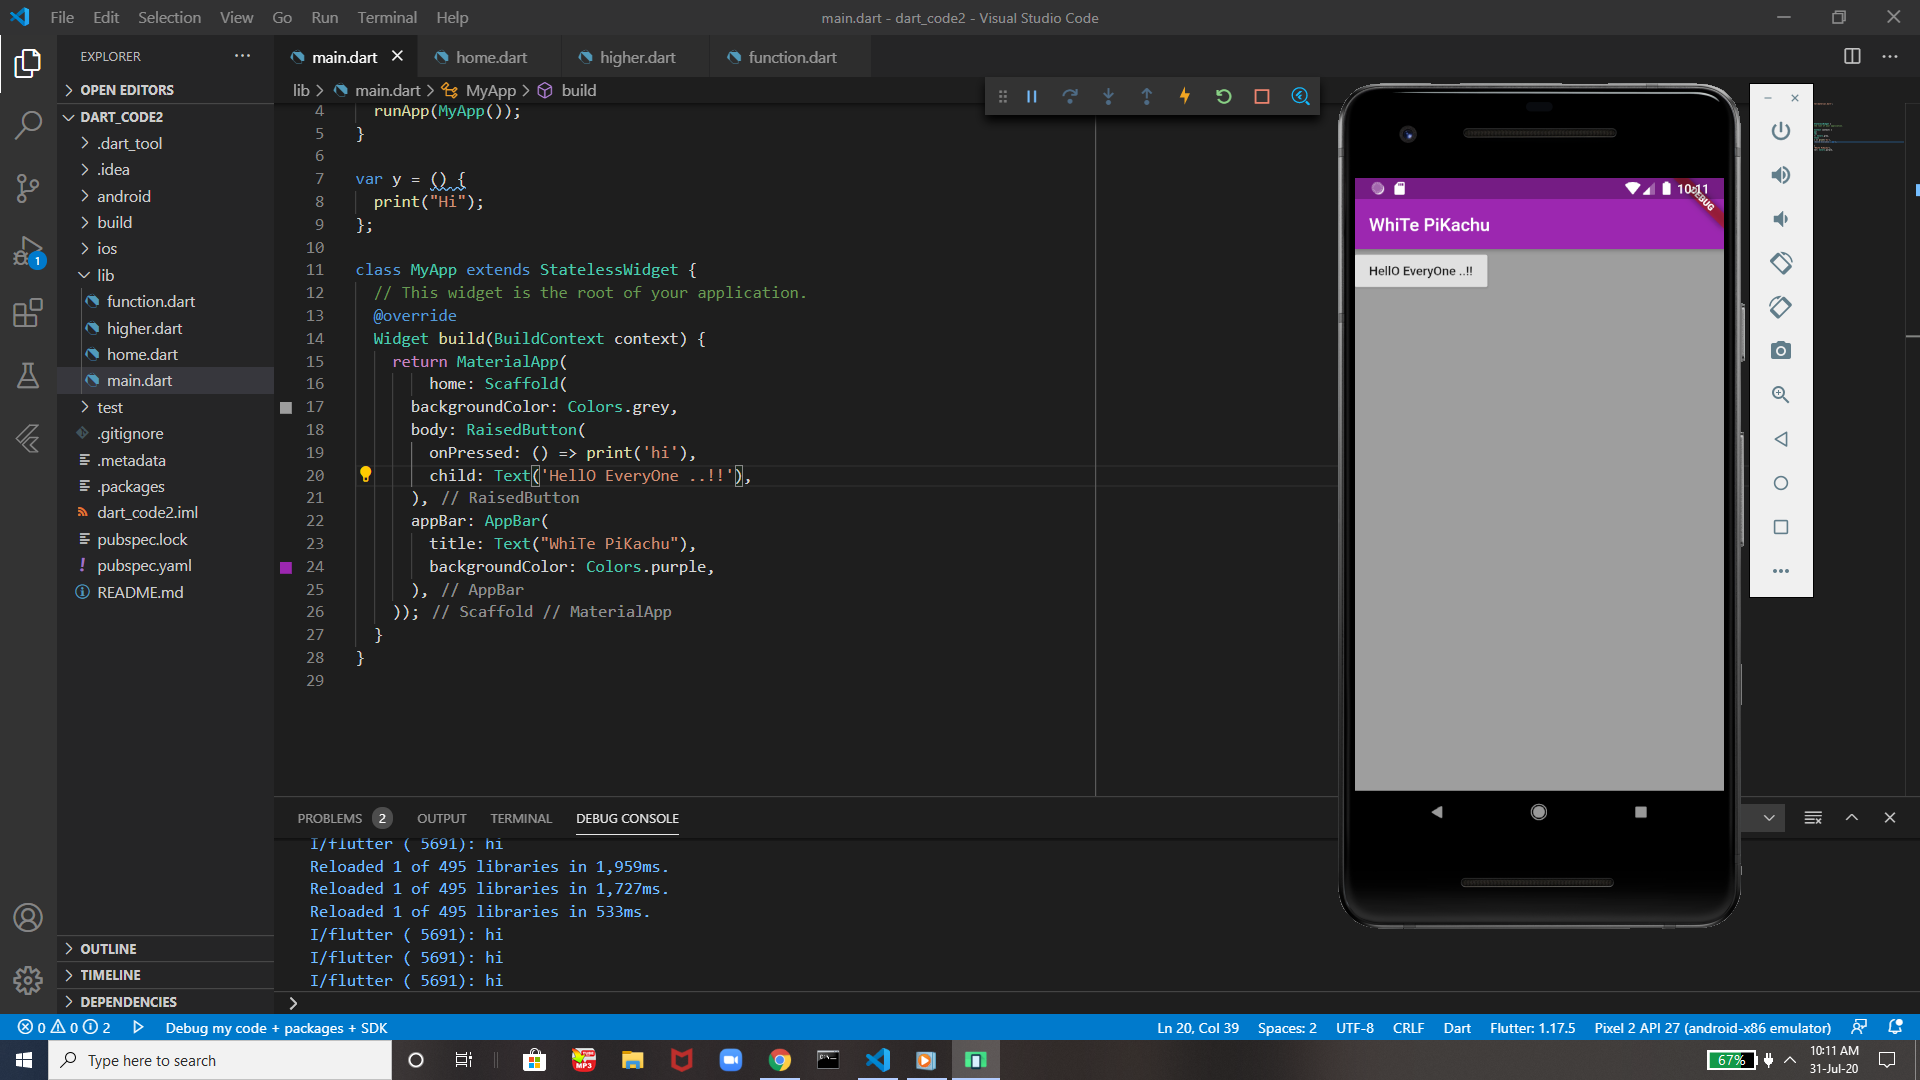 File Edit Selection View Go Run Terminal Help
main.dart - dart_code2 - Visual Studio Code
EXPLORER
OPEN EDITORS
DART_CODE2
.dart_tool
.idea
android
build
ios
lib
function.dart
higher.dart
home.dart
main.dart
test
.gitignore
.metadata
.packages
dart_code2.iml
pubspec.lock
pubspec.yaml
README.md
OUTLINE
TIMELINE
DEPENDENCIES
1
main.dart home.dart higher.dart function.dart
lib > main.dart > MyApp > build
4 runApp(MyApp());
5 }
6
7 var y = () {
8 print("Hi");
9 };
10
11 class MyApp extends StatelessWidget {
12 // This widget is the root of your application.
13 @override
14 Widget build(BuildContext context) {
15 return MaterialApp(
16 home: Scaffold(
17 backgroundColor: Colors.grey,
18 body: RaisedButton(
19 onPressed: () => print('hi'),
20 child: Text('HellO EveryOne ..!!'),
21 ), // RaisedButton
22 appBar: AppBar(
23 title: Text("WhiTe PiKachu"),
24 backgroundColor: Colors.purple,
25 ), // AppBar
26 )); // Scaffold // MaterialApp
27 }
28 }
29
10:11
DEBUG
WhiTe PiKachu
HellO EveryOne ..!!
PROBLEMS 2 OUTPUT TERMINAL DEBUG CONSOLE
I/flutter ( 5691): hi
Reloaded 1 of 495 libraries in 1,959ms.
Reloaded 1 of 495 libraries in 1,727ms.
Reloaded 1 of 495 libraries in 533ms.
I/flutter ( 5691): hi
I/flutter ( 5691): hi
I/flutter ( 5691): hi
0 0 2 Debug my code + packages + SDK
Ln 20, Col 39 Spaces: 2 UTF-8 CRLF Dart Flutter: 1.17.5 Pixel 2 API 27 (android-x86 emulator)
Type here to search
MP3
67%
10:11 AM
31-Jul-20